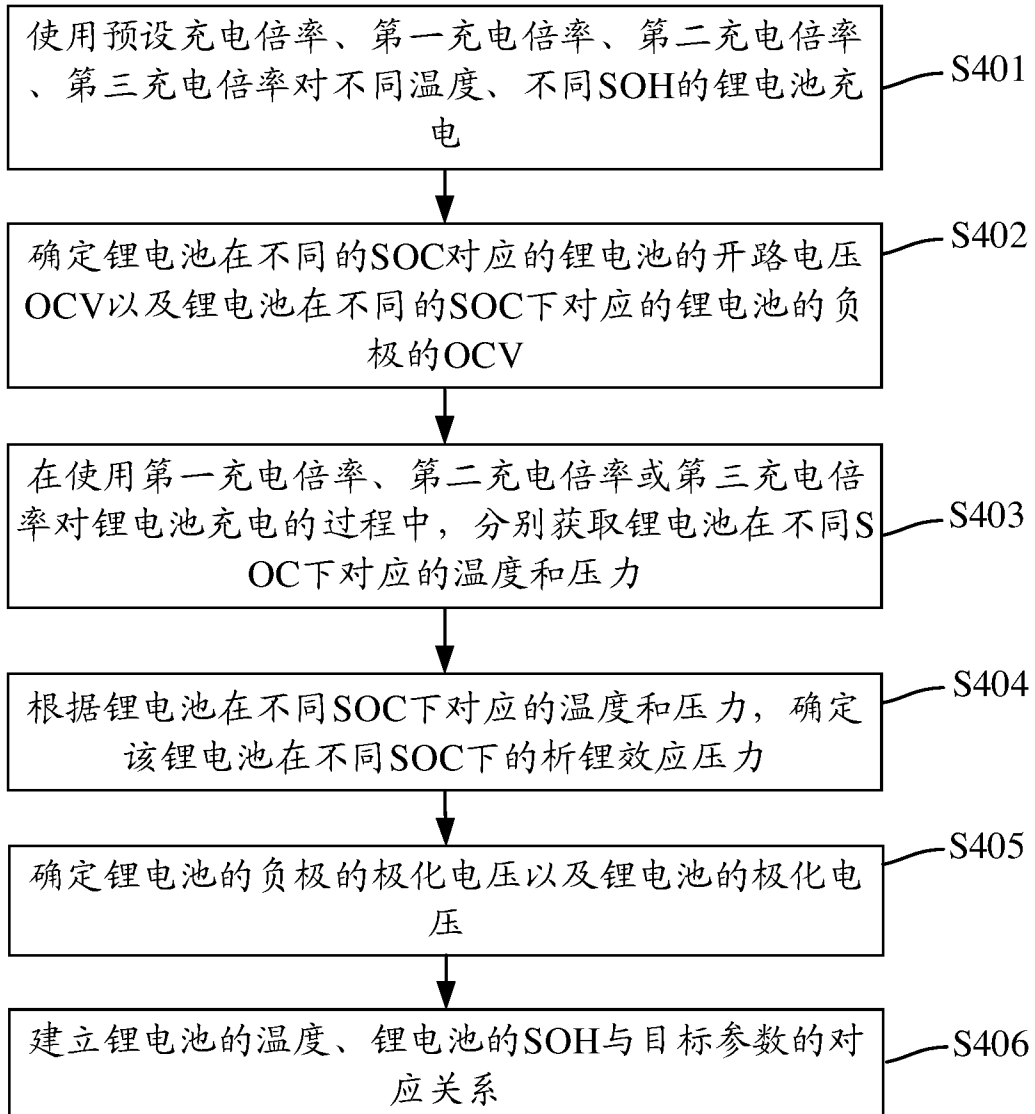 使用预设充电倍率、第一充电倍率、第二充电倍率
、第三充电倍率对不同温度、不同SOH的锂电池充
电
S401
确定锂电池在不同的SOC对应的锂电池的开路电压
OCV以及锂电池在不同的SOC下对应的锂电池的负
极的OCV
S402
在使用第一充电倍率、第二充电倍率或第三充电倍
率对锂电池充电的过程中，分别获取锂电池在不同S
OC下对应的温度和压力
S403
根据锂电池在不同SOC下对应的温度和压力，确定
该锂电池在不同SOC下的析锂效应压力
S404
确定锂电池的负极的极化电压以及锂电池的极化电
压
S405
建立锂电池的温度、锂电池的SOH与目标参数的对
应关系
S406